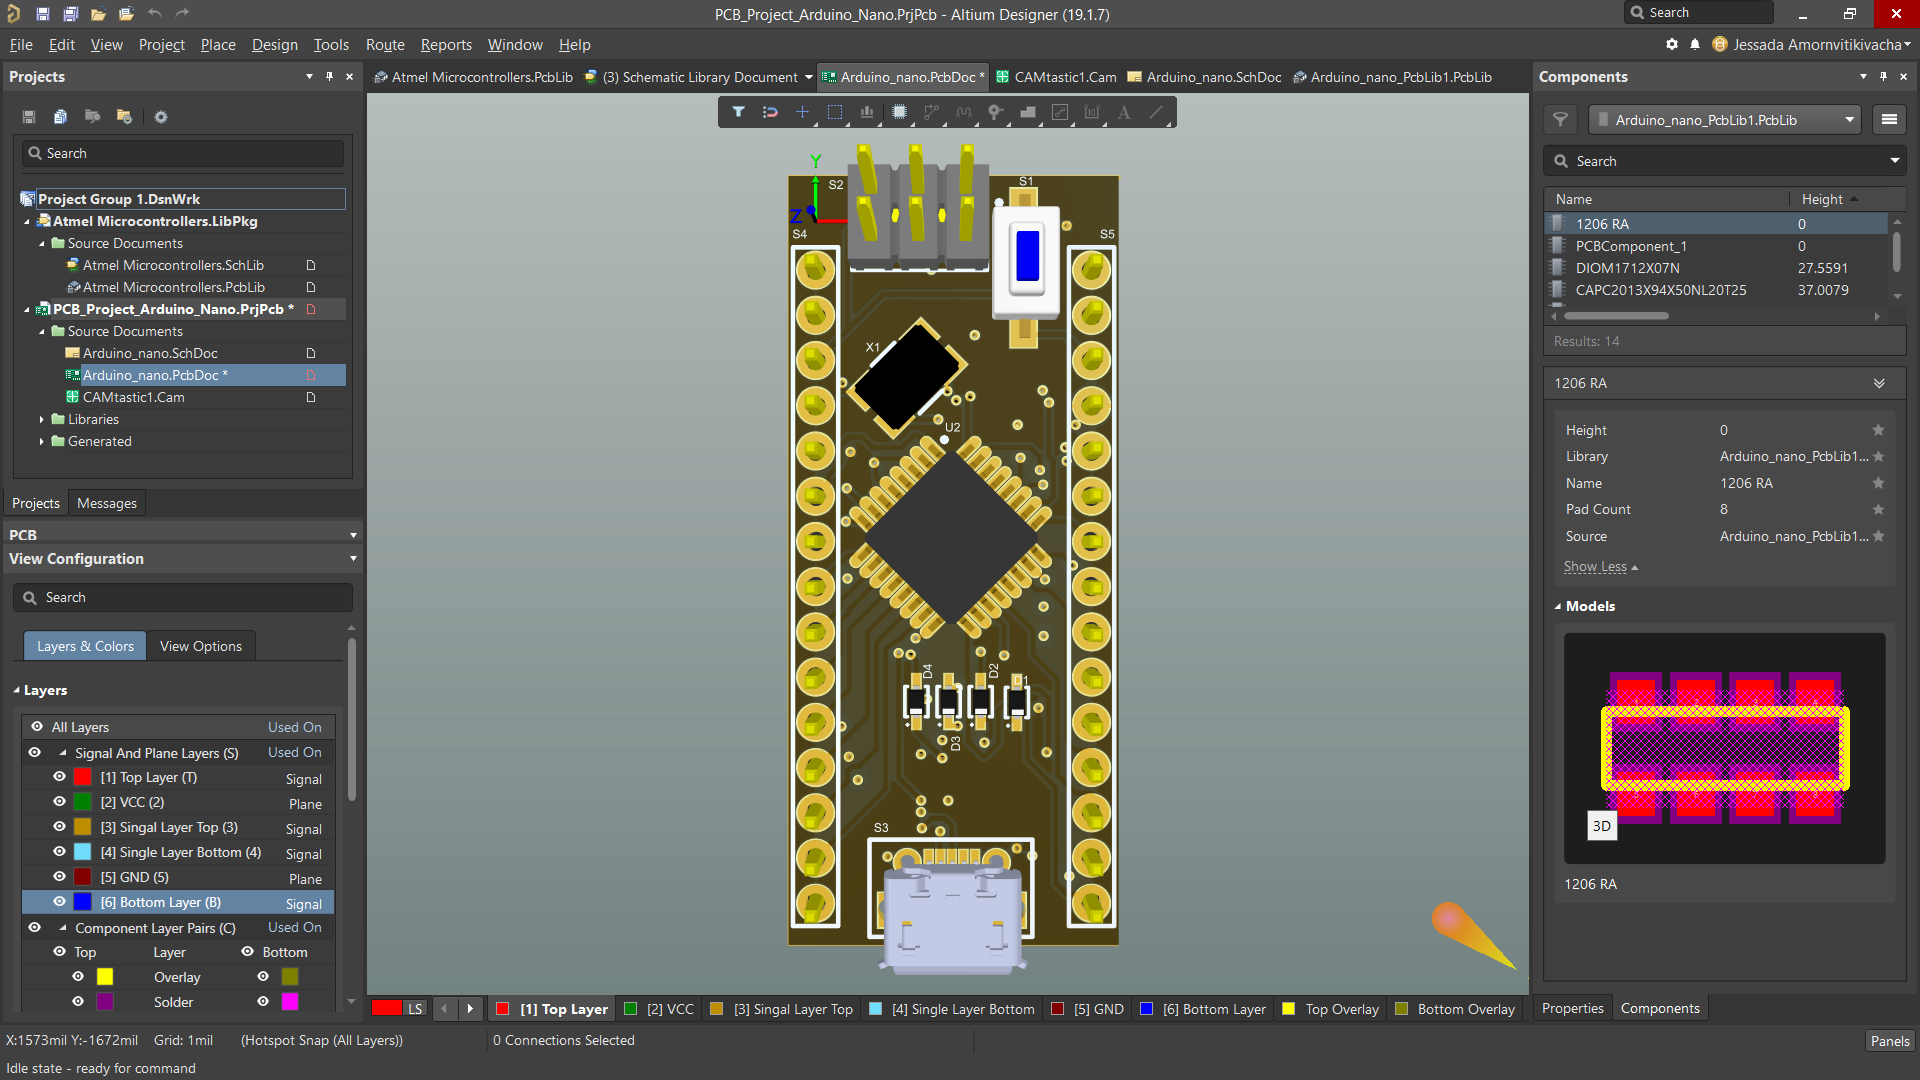 PCB_Project_Arduino_Nano.PrjPcb - Altium Designer (19.1.7)
Search
File Edit View Project Place Design Tools Route Reports Window Help
Jessada Amornvitikivacha
Projects
Search
Project Group 1.DsnWrk
Atmel Microcontrollers.LibPkg
Source Documents
Atmel Microcontrollers.SchLib
Atmel Microcontrollers.PcbLib
PCB_Project_Arduino_Nano.PrjPcb *
Source Documents
Arduino_nano.SchDoc
Arduino_nano.PcbDoc *
CAMtastic1.Cam
Libraries
Generated
Projects Messages
PCB
View Configuration
Search
Layers & Colors View Options
Layers
All Layers Used On
Signal And Plane Layers (S) Used On
[1] Top Layer (T) Signal
[2] VCC (2) Plane
[3] Singal Layer Top (3) Signal
[4] Single Layer Bottom (4) Signal
[5] GND (5) Plane
[6] Bottom Layer (B) Signal
Component Layer Pairs (C) Used On
Top Layer Bottom
Overlay
Solder
Atmel Microcontrollers.PcbLib (3) Schematic Library Document Arduino_nano.PcbDoc * CAMtastic1.Cam Arduino_nano.SchDoc Arduino_nano_PcbLib1.PcbLib
Y
Z
S2
S1
S4
S5
X1
U2
D4
D2
D1
D3
S3
LS [1] Top Layer [2] VCC [3] Singal Layer Top [4] Single Layer Bottom [5] GND [6] Bottom Layer Top Overlay Bottom Overlay
Components
Arduino_nano_PcbLib1.PcbLib
Search
Name Height
1206 RA 0
PCBComponent_1 0
DIOM1712X07N 27.5591
CAPC2013X94X50NL20T25 37.0079
Results: 14
1206 RA
Height 0
Library Arduino_nano_PcbLib1...
Name 1206 RA
Pad Count 8
Source Arduino_nano_PcbLib1...
Show Less
Models
3D
1206 RA
Properties Components
X:1573mil Y:-1672mil Grid: 1mil (Hotspot Snap (All Layers)) 0 Connections Selected
Panels
Idle state - ready for command